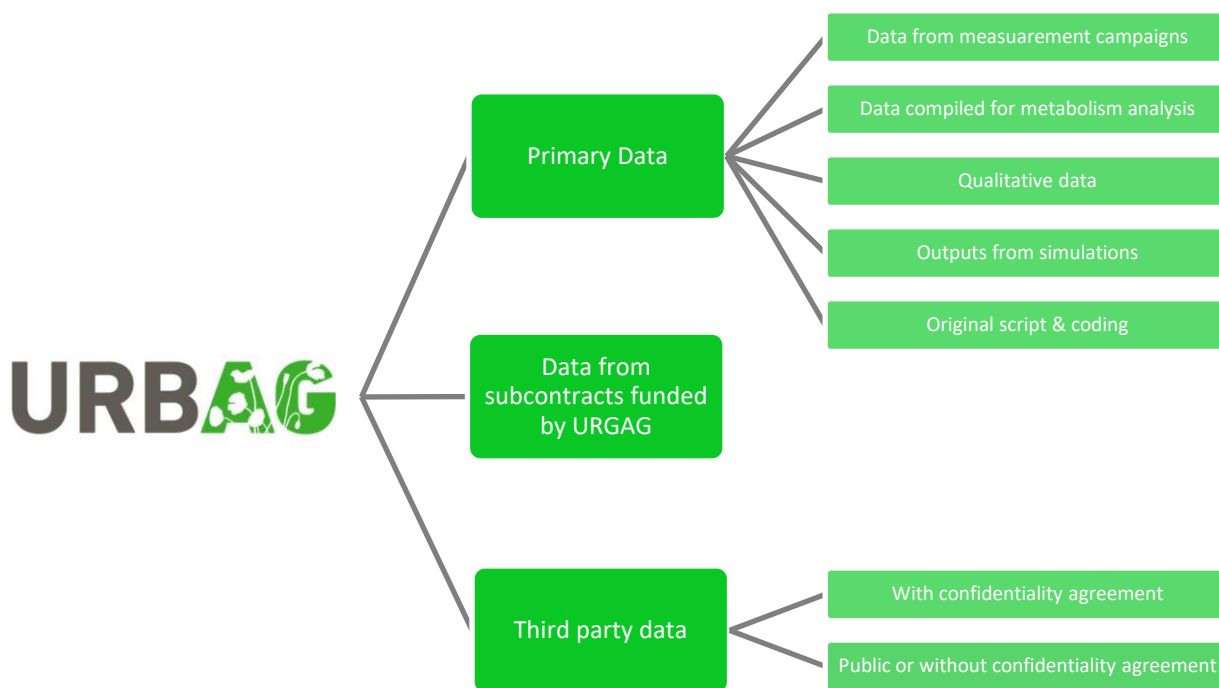 URBAG
Primary Data
Data from measuarement campaigns
Data compiled for metabolism analysis
Qualitative data
Outputs from simulations
Original script & coding
Data from
subcontracts funded
by URGAG
Third party data
With confidentiality agreement
Public or without confidentiality agreement